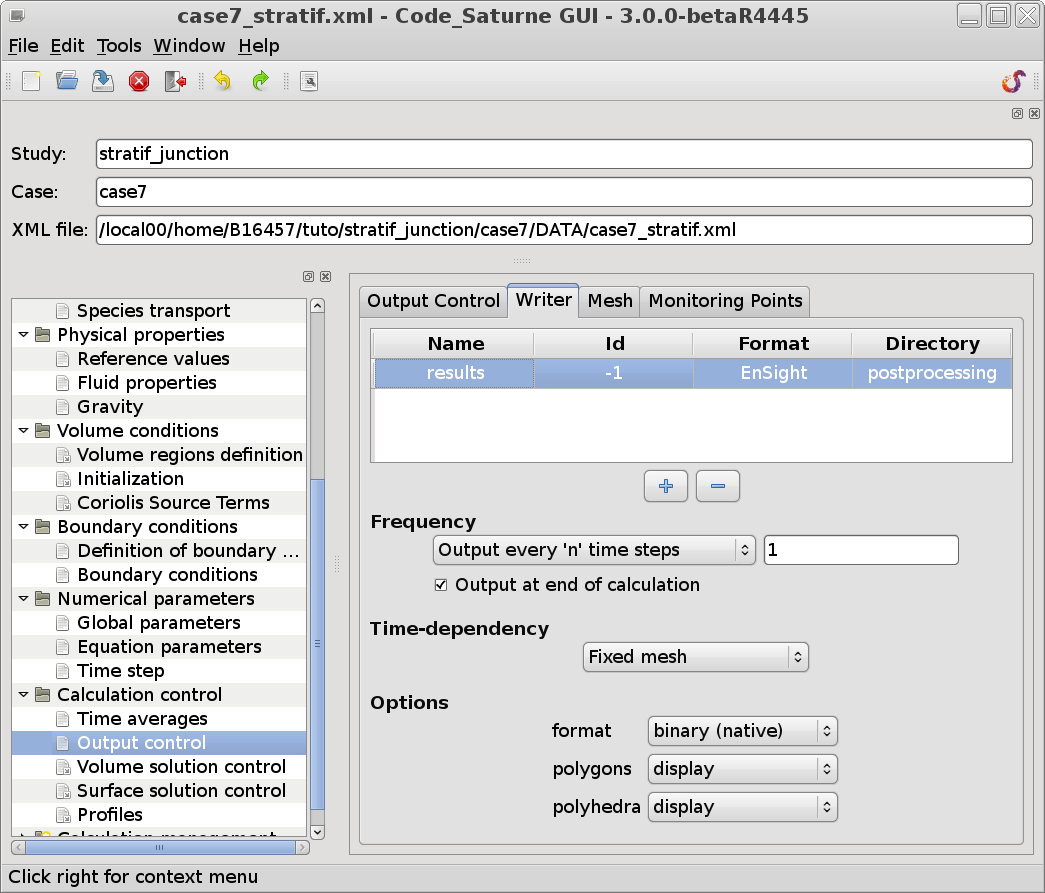 case7_stratif.xml - Code_Saturne GUI - 3.0.0-betaR4445
File Edit Tools Window Help
Study: stratif_junction
Case: case7
XML file: /local00/home/B16457/tuto/stratif_junction/case7/DATA/case7_stratif.xml
Species transport
Physical properties
Reference values
Fluid properties
Gravity
Volume conditions
Volume regions definition
Initialization
Coriolis Source Terms
Boundary conditions
Definition of boundary ...
Boundary conditions
Numerical parameters
Global parameters
Equation parameters
Time step
Calculation control
Time averages
Output control
Volume solution control
Surface solution control
Profiles
Calculation management
Output Control Writer Mesh Monitoring Points
Name Id Format Directory
results -1 EnSight postprocessing
Frequency
Output every 'n' time steps 1
Output at end of calculation
Time-dependency
Fixed mesh
Options
format binary (native)
polygons display
polyhedra display
Click right for context menu